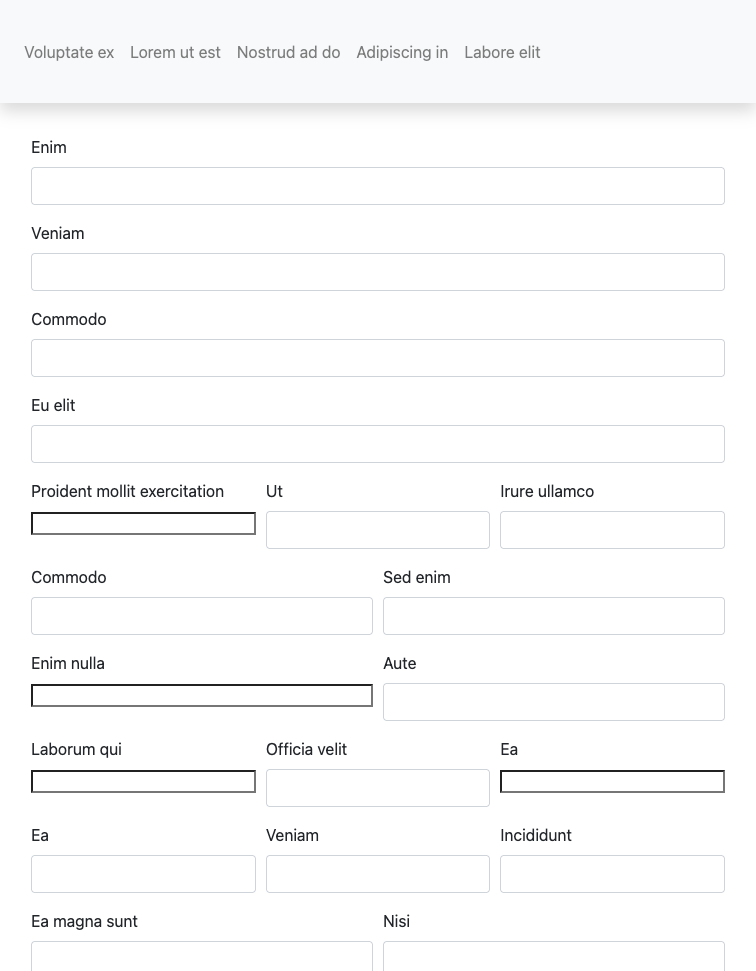 Voluptate ex Lorem ut est Nostrud ad do Adipiscing in Labore elit
Enim
Veniam
Commodo
Eu elit
Proident mollit exercitation Ut Irure ullamco
Commodo Sed enim
Enim nulla Aute
Laborum qui Officia velit Ea
Ea Veniam Incididunt
Ea magna sunt Nisi